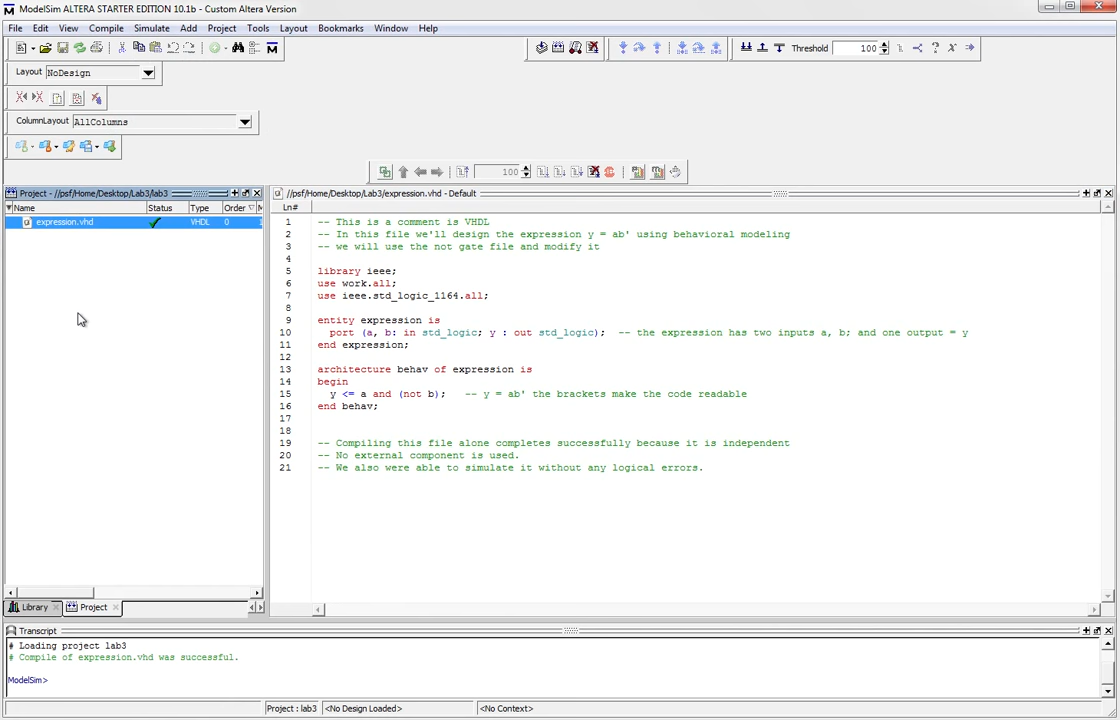 ModelSim ALTERA STARTER EDITION 10.1b - Custom Altera Version
File Edit View Compile Simulate Add Project Tools Layout Bookmarks Window Help
Threshold 100
Layout NoDesign
ColumnLayout AllColumns
100
Project - //psf/Home/Desktop/Lab3/lab3
//psf/Home/Desktop/Lab3/expression.vhd - Default
Name Status Type Order M
Ln#
expression.vhd VHDL 0 1
1 -- This is a comment is VHDL
2 -- In this file we'll design the expression y = ab' using behavioral modeling
3 -- we will use the not gate file and modify it
4
5 library ieee;
6 use work.all;
7 use ieee.std_logic_1164.all;
8
9 entity expression is
10 port (a, b: in std_logic; y : out std_logic); -- the expression has two inputs a, b; and one output = y
11 end expression;
12
13 architecture behav of expression is
14 begin
15 y <= a and (not b); -- y = ab' the brackets make the code readable
16 end behav;
17
18
19 -- Compiling this file alone completes successfully because it is independent
20 -- No external component is used.
21 -- We also were able to simulate it without any logical errors.
Library Project
Transcript
# Loading project lab3
# Compile of expression.vhd was successful.
ModelSim>
Project : lab3 <No Design Loaded> <No Context>